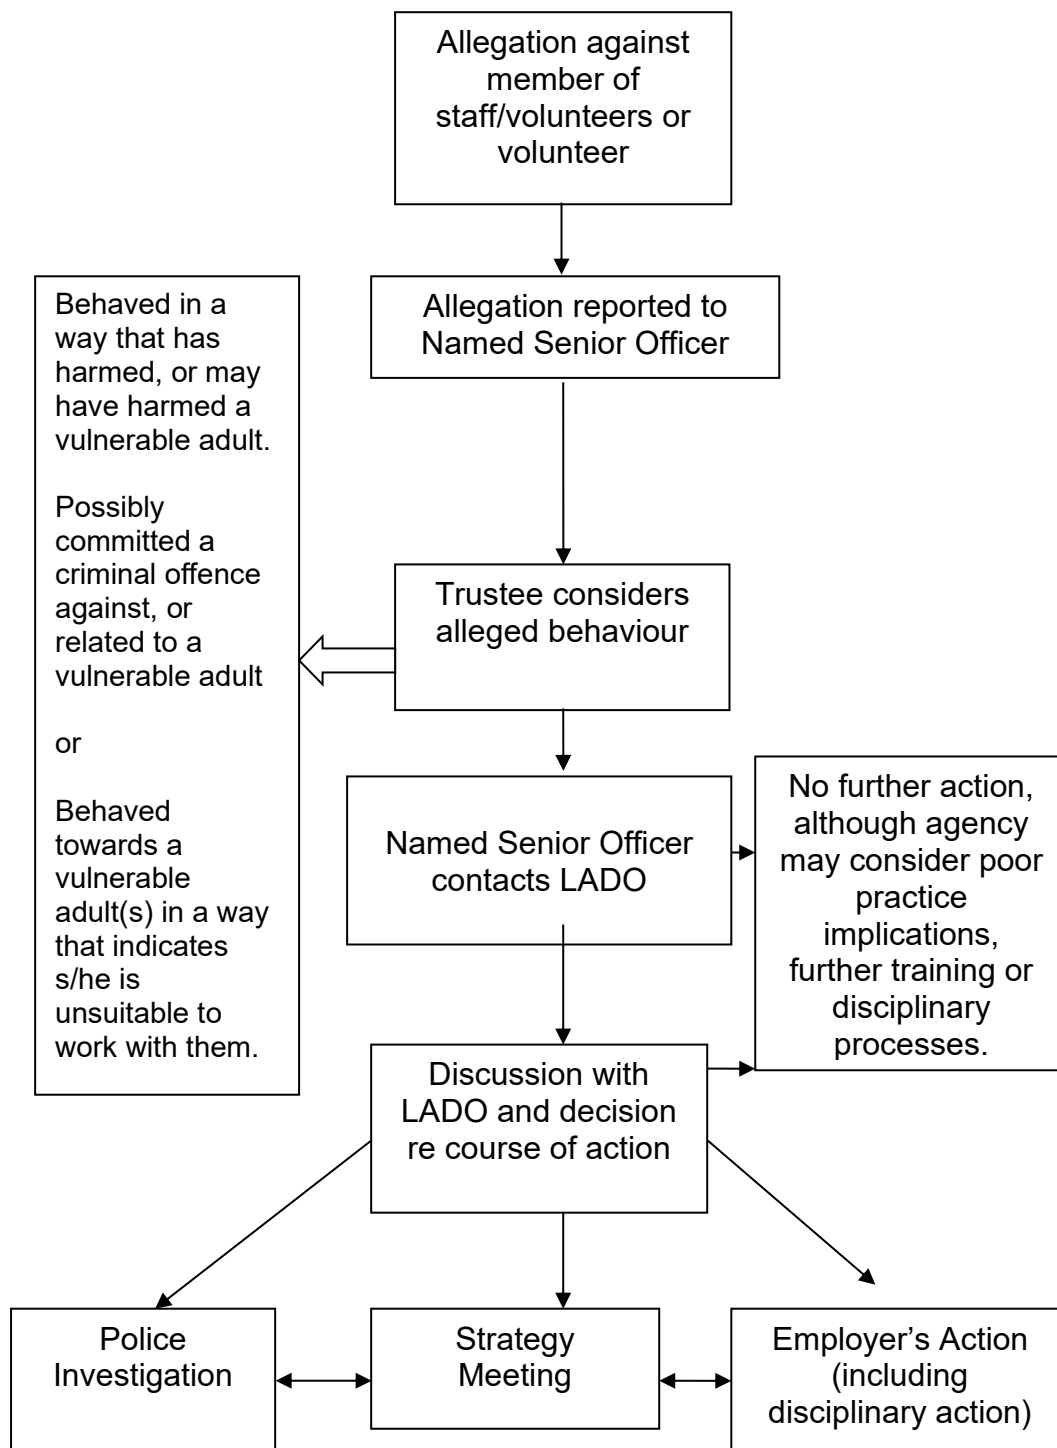 Allegation against
member of
staff/volunteers or
volunteer
Allegation reported to
Named Senior Officer
Behaved in a
way that has
harmed, or may
have harmed a
vulnerable adult.
Possibly
committed a
criminal offence
against, or
related to a
vulnerable adult
or
Behaved
towards a
vulnerable
adult(s) in a way
that indicates
s/he is
unsuitable to
work with them.
Trustee considers
alleged behaviour
Named Senior Officer
contacts LADO
No further action,
although agency
may consider poor
practice
implications,
further training or
disciplinary
processes.
Discussion with
LADO and decision
re course of action
Police
Investigation
Strategy
Meeting
Employer’s Action
(including
disciplinary action)